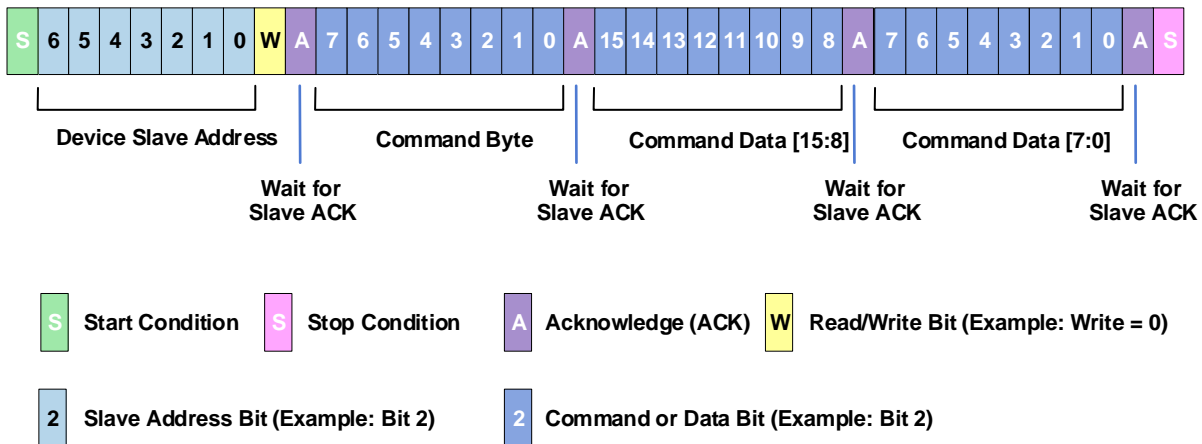 S 6 5 4 3 2 1 0 W A 7 6 5 4 3 2 1 0 A 15 14 13 12 11 10 9 8 A 7 6 5 4 3 2 1 0 A S
Device Slave Address Command Byte Command Data [15:8] Command Data [7:0]
Wait for Wait for Wait for Wait for
Slave ACK Slave ACK Slave ACK Slave ACK
S Start Condition S Stop Condition A Acknowledge (ACK) W Read/Write Bit (Example: Write = 0)
2 Slave Address Bit (Example: Bit 2) 2 Command or Data Bit (Example: Bit 2)